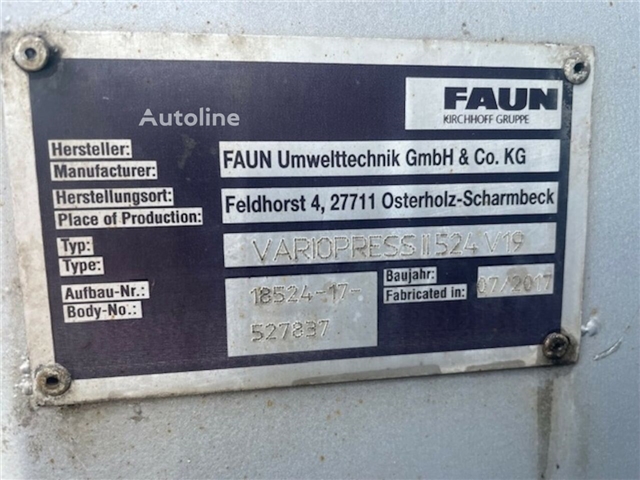 FAUN
KIRCHHOFF GRUPPE
Autoline
Hersteller:
Manufacturer:
FAUN Umwelttechnik GmbH & Co. KG
Herstellungsort:
Place of Production:
Feldhorst 4, 27711 Osterholz-Scharmbeck
Typ:
Type:
VARIOPRESS II 524 V19
Aufbau-Nr.:
Body-No.:
18524-17-
527837
Baujahr:
Fabricated in:
07/2017